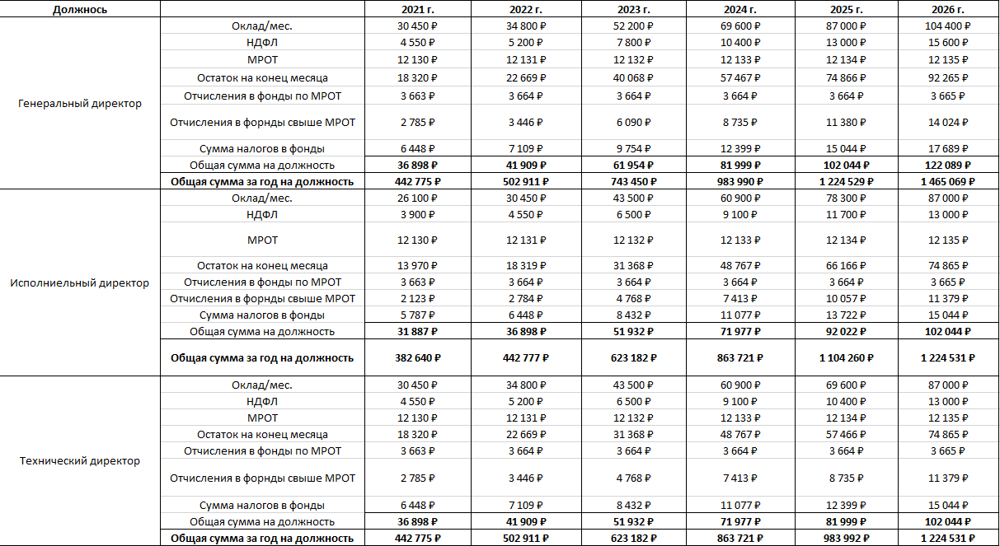 Должнось 2021 г. 2022 г. 2023 г. 2024 г. 2025 г. 2026 г.
Генеральный директор
Оклад/мес. 30 450 ₽ 34 800 ₽ 52 200 ₽ 69 600 ₽ 87 000 ₽ 104 400 ₽
НДФЛ 4 550 ₽ 5 200 ₽ 7 800 ₽ 10 400 ₽ 13 000 ₽ 15 600 ₽
МРОТ 12 130 ₽ 12 131 ₽ 12 132 ₽ 12 133 ₽ 12 134 ₽ 12 135 ₽
Остаток на конец месяца 18 320 ₽ 22 669 ₽ 40 068 ₽ 57 467 ₽ 74 866 ₽ 92 265 ₽
Отчисления в фонды по МРОТ 3 663 ₽ 3 664 ₽ 3 664 ₽ 3 664 ₽ 3 664 ₽ 3 665 ₽
Отчисления в форнды свыше МРОТ 2 785 ₽ 3 446 ₽ 6 090 ₽ 8 735 ₽ 11 380 ₽ 14 024 ₽
Сумма налогов в фонды 6 448 ₽ 7 109 ₽ 9 754 ₽ 12 399 ₽ 15 044 ₽ 17 689 ₽
Общая сумма на должность 36 898 ₽ 41 909 ₽ 61 954 ₽ 81 999 ₽ 102 044 ₽ 122 089 ₽
Общая сумма за год на должность 442 775 ₽ 502 911 ₽ 743 450 ₽ 983 990 ₽ 1 224 529 ₽ 1 465 069 ₽
Исполниельный директор
Оклад/мес. 26 100 ₽ 30 450 ₽ 43 500 ₽ 60 900 ₽ 78 300 ₽ 87 000 ₽
НДФЛ 3 900 ₽ 4 550 ₽ 6 500 ₽ 9 100 ₽ 11 700 ₽ 13 000 ₽
МРОТ 12 130 ₽ 12 131 ₽ 12 132 ₽ 12 133 ₽ 12 134 ₽ 12 135 ₽
Остаток на конец месяца 13 970 ₽ 18 319 ₽ 31 368 ₽ 48 767 ₽ 66 166 ₽ 74 865 ₽
Отчисления в фонды по МРОТ 3 663 ₽ 3 664 ₽ 3 664 ₽ 3 664 ₽ 3 664 ₽ 3 665 ₽
Отчисления в форнды свыше МРОТ 2 123 ₽ 2 784 ₽ 4 768 ₽ 7 413 ₽ 10 057 ₽ 11 379 ₽
Сумма налогов в фонды 5 787 ₽ 6 448 ₽ 8 432 ₽ 11 077 ₽ 13 722 ₽ 15 044 ₽
Общая сумма на должность 31 887 ₽ 36 898 ₽ 51 932 ₽ 71 977 ₽ 92 022 ₽ 102 044 ₽
Общая сумма за год на должность 382 640 ₽ 442 777 ₽ 623 182 ₽ 863 721 ₽ 1 104 260 ₽ 1 224 531 ₽
Технический директор
Оклад/мес. 30 450 ₽ 34 800 ₽ 43 500 ₽ 60 900 ₽ 69 600 ₽ 87 000 ₽
НДФЛ 4 550 ₽ 5 200 ₽ 6 500 ₽ 9 100 ₽ 10 400 ₽ 13 000 ₽
МРОТ 12 130 ₽ 12 131 ₽ 12 132 ₽ 12 133 ₽ 12 134 ₽ 12 135 ₽
Остаток на конец месяца 18 320 ₽ 22 669 ₽ 31 368 ₽ 48 767 ₽ 57 466 ₽ 74 865 ₽
Отчисления в фонды по МРОТ 3 663 ₽ 3 664 ₽ 3 664 ₽ 3 664 ₽ 3 664 ₽ 3 665 ₽
Отчисления в форнды свыше МРОТ 2 785 ₽ 3 446 ₽ 4 768 ₽ 7 413 ₽ 8 735 ₽ 11 379 ₽
Сумма налогов в фонды 6 448 ₽ 7 109 ₽ 8 432 ₽ 11 077 ₽ 12 399 ₽ 15 044 ₽
Общая сумма на должность 36 898 ₽ 41 909 ₽ 51 932 ₽ 71 977 ₽ 81 999 ₽ 102 044 ₽
Общая сумма за год на должность 442 775 ₽ 502 911 ₽ 623 182 ₽ 863 721 ₽ 983 992 ₽ 1 224 531 ₽